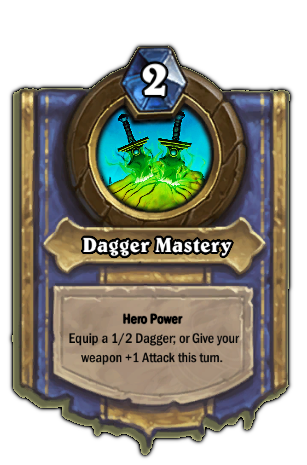 2
Dagger Mastery
Hero Power
Equip a 1/2 Dagger; or Give your
weapon +1 Attack this turn.